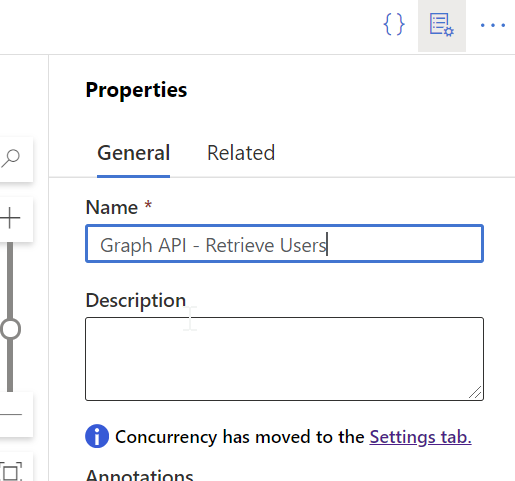 {}
Properties
General Related
Name *
Graph API - Retrieve Users
Description
Concurrency has moved to the Settings tab.
Annotations